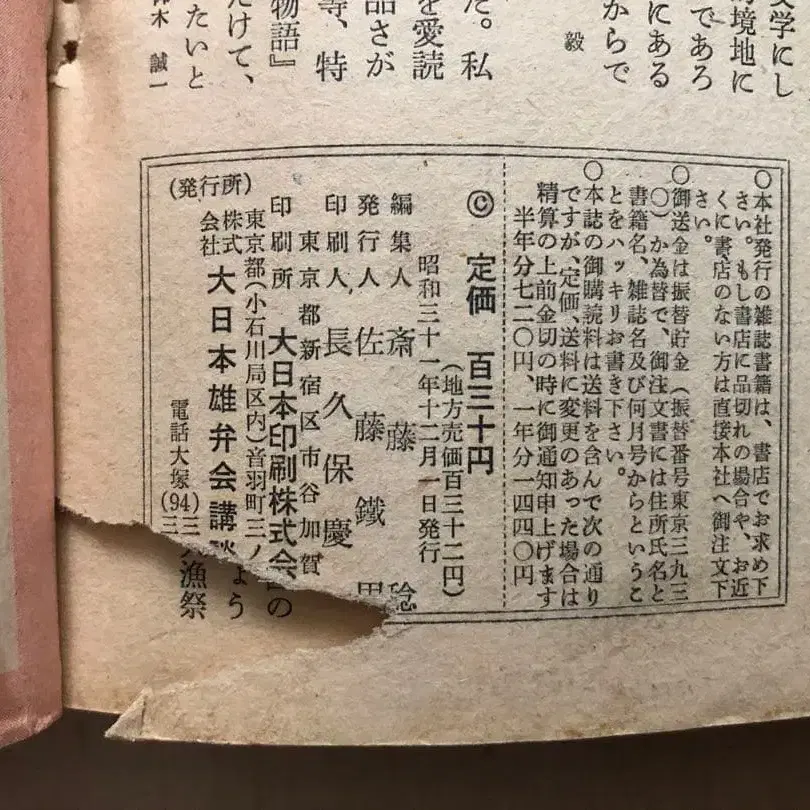 文学にし
境地に
であろ
にある
からで
毅
た。私
を愛読
品さが
等、特
物語』
だけて、
たいと
木 誠一
○本社発行の雑誌書籍は、書店でお求め下
さい。もし書店に品切れの場合や、お近
くに書店のない方は直接本社へ御注文下
さい。
○御送金は振替貯金（振替番号東京三九三
〇）か為替で、御注文書には住所氏名と
書籍名、雑誌名及び何月号からというこ
とをハッキリお書き下さい。
○本誌の御購読料は送料を含んで次の通り
ですが、定価、送料に変更のあった場合は
精算の上前金切の時に御通知申上げます
半年分七二〇円、一年分一四四〇円
© 定価 百三十円
（地方売価百三十二円）
昭和三十一年十二月一日発行
編集人 斎藤 稔
発行人 佐藤鐵男
印刷人 長久保慶
東京都新宿区市谷加賀
印刷所 大日本印刷株式会
の
東京都（小石川局区内）音羽町三ノ
ょう
（発行所） 株式会社 大日本雄弁会講談
電話大塚(94)三
漁祭